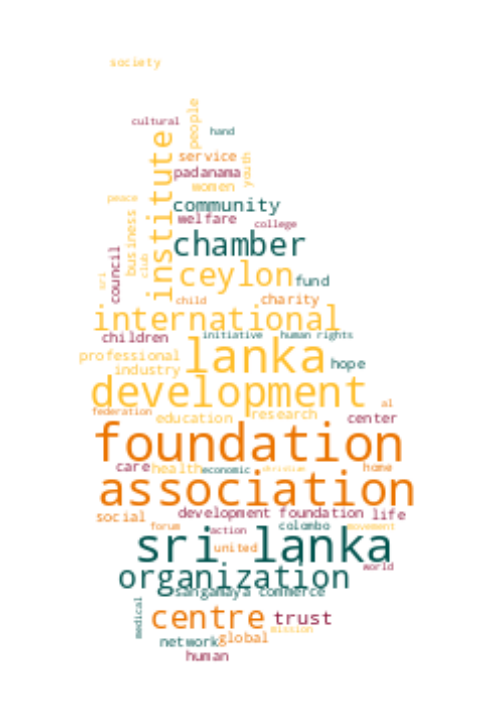 society
people
cultural
hand
institute
service
youth
padanama
women
peace
community
business
welfare
college
chamber
club
council
ceylon
sri
fund
child
charity
international
children
initiative
human rights
professional
lanka
hope
industry
development
al
federation
education
research
center
foundation
care
health
economic
christian
home
association
social
development foundation
life
forum
action
colombo
movement
sri lanka
united
world
organization
sangamaya
commerce
medical
centre
trust
mission
network
global
human